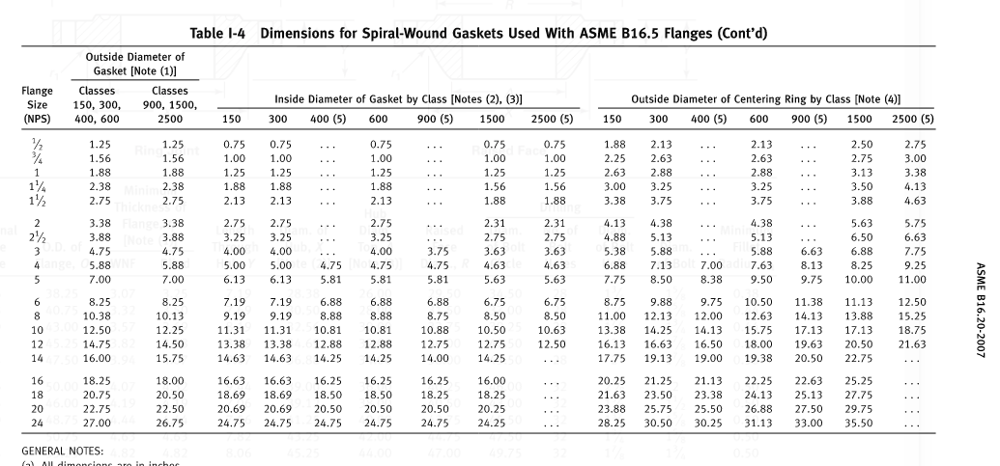 Table I-4 Dimensions for Spiral-Wound Gaskets Used With ASME B16.5 Flanges (Cont'd)
Outside Diameter of
Gasket [Note (1)]
Flange Classes Classes
Size 150, 300, 900, 1500, Inside Diameter of Gasket by Class [Notes (2), (3)] Outside Diameter of Centering Ring by Class [Note (4)]
(NPS) 400, 600 2500 150 300 400 (5) 600 900 (5) 1500 2500 (5) 150 300 400 (5) 600 900 (5) 1500 2500 (5)
1/2 1.25 1.25 0.75 0.75 ... 0.75 ... 0.75 0.75 1.88 2.13 ... 2.13 ... 2.50 2.75
3/4 1.56 1.56 1.00 1.00 ... 1.00 ... 1.00 1.00 2.25 2.63 ... 2.63 ... 2.75 3.00
1 1.88 1.88 1.25 1.25 ... 1.25 ... 1.25 1.25 2.63 2.88 ... 2.88 ... 3.13 3.38
1 1/4 2.38 2.38 1.88 1.88 ... 1.88 ... 1.56 1.56 3.00 3.25 ... 3.25 ... 3.50 4.13
1 1/2 2.75 2.75 2.13 2.13 ... 2.13 ... 1.88 1.88 3.38 3.75 ... 3.75 ... 3.88 4.63
2 3.38 3.38 2.75 2.75 ... 2.75 ... 2.31 2.31 4.13 4.38 ... 4.38 ... 5.63 5.75
2 1/2 3.88 3.88 3.25 3.25 ... 3.25 ... 2.75 2.75 4.88 5.13 ... 5.13 ... 6.50 6.63
3 4.75 4.75 4.00 4.00 ... 4.00 3.75 3.63 3.63 5.38 5.88 ... 5.88 6.63 6.88 7.75
4 5.88 5.88 5.00 5.00 4.75 4.75 4.75 4.63 4.63 6.88 7.13 7.00 7.63 8.13 8.25 9.25
5 7.00 7.00 6.13 6.13 5.81 5.81 5.81 5.63 5.63 7.75 8.50 8.38 9.50 9.75 10.00 11.00
6 8.25 8.25 7.19 7.19 6.88 6.88 6.88 6.75 6.75 8.75 9.88 9.75 10.50 11.38 11.13 12.50
8 10.38 10.13 9.19 9.19 8.88 8.88 8.75 8.50 8.50 11.00 12.13 12.00 12.63 14.13 13.88 15.25
10 12.50 12.25 11.31 11.31 10.81 10.81 10.88 10.50 10.63 13.38 14.25 14.13 15.75 17.13 17.13 18.75
12 14.75 14.50 13.38 13.38 12.88 12.88 12.75 12.75 12.50 16.13 16.63 16.50 18.00 19.63 20.50 21.63
14 16.00 15.75 14.63 14.63 14.25 14.25 14.00 14.25 ... 17.75 19.13 19.00 19.38 20.50 22.75 ...
16 18.25 18.00 16.63 16.63 16.25 16.25 16.25 16.00 ... 20.25 21.25 21.13 22.25 22.63 25.25 ...
18 20.75 20.50 18.69 18.69 18.50 18.50 18.25 18.25 ... 21.63 23.50 23.38 24.13 25.13 27.75 ...
20 22.75 22.50 20.69 20.69 20.50 20.50 20.50 20.25 ... 23.88 25.75 25.50 26.88 27.50 29.75 ...
24 27.00 26.75 24.75 24.75 24.75 24.75 24.75 24.25 ... 28.25 30.50 30.25 31.13 33.00 35.50 ...
GENERAL NOTES:
(a) All dimensions are in inches.
ASME B16.20-2007